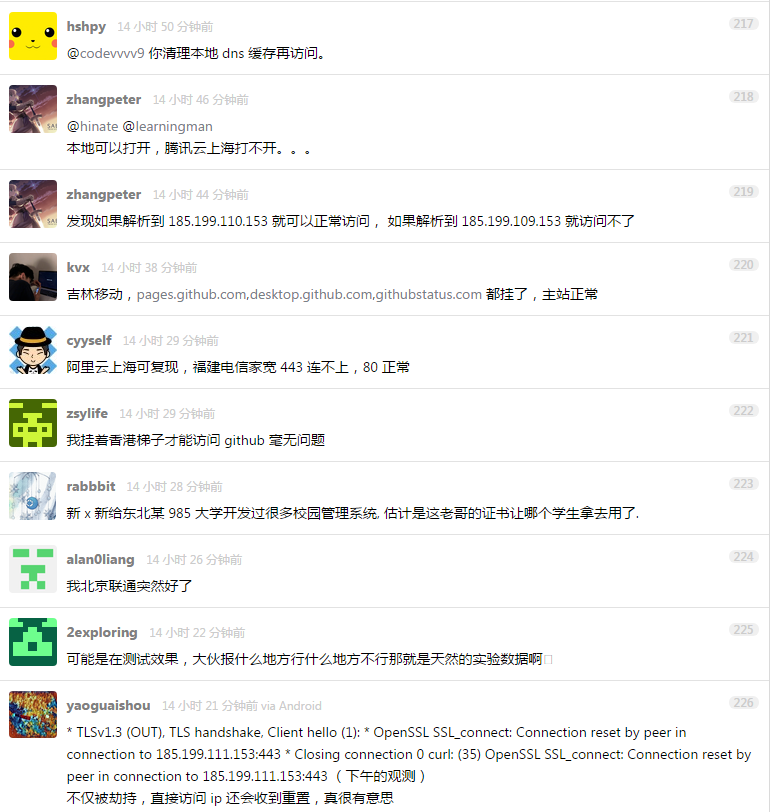 hshpy 14 小时 50 分钟前 217
@codevvvv9 你清理本地 dns 缓存再访问。
zhangpeter 14 小时 46 分钟前 218
@hinate @learningman
本地可以打开，腾讯云上海打不开。。。
zhangpeter 14 小时 44 分钟前 219
发现如果解析到 185.199.110.153 就可以正常访问， 如果解析到 185.199.109.153 就访问不了
kvx 14 小时 38 分钟前 220
吉林移动，pages.github.com,desktop.github.com,githubstatus.com 都挂了，主站正常
cyyself 14 小时 29 分钟前 221
阿里云上海可复现，福建电信家宽 443 连不上，80 正常
zsylife 14 小时 29 分钟前 222
我挂着香港梯子才能访问 github 毫无问题
rabbbit 14 小时 28 分钟前 223
新 x 新给东北某 985 大学开发过很多校园管理系统, 估计是这老哥的证书让哪个学生拿去用了.
alan0liang 14 小时 26 分钟前 224
我北京联通突然好了
2exploring 14 小时 22 分钟前 225
可能是在测试效果，大伙报什么地方行什么地方不行那就是天然的实验数据啊
yaoguaishou 14 小时 21 分钟前 via Android 226
* TLSv1.3 (OUT), TLS handshake, Client hello (1): * OpenSSL SSL_connect: Connection reset by peer in
connection to 185.199.111.153:443 * Closing connection 0 curl: (35) OpenSSL SSL_connect: Connection reset by
peer in connection to 185.199.111.153:443 （下午的观测）
不仅被劫持，直接访问 ip 还会收到重置，真很有意思